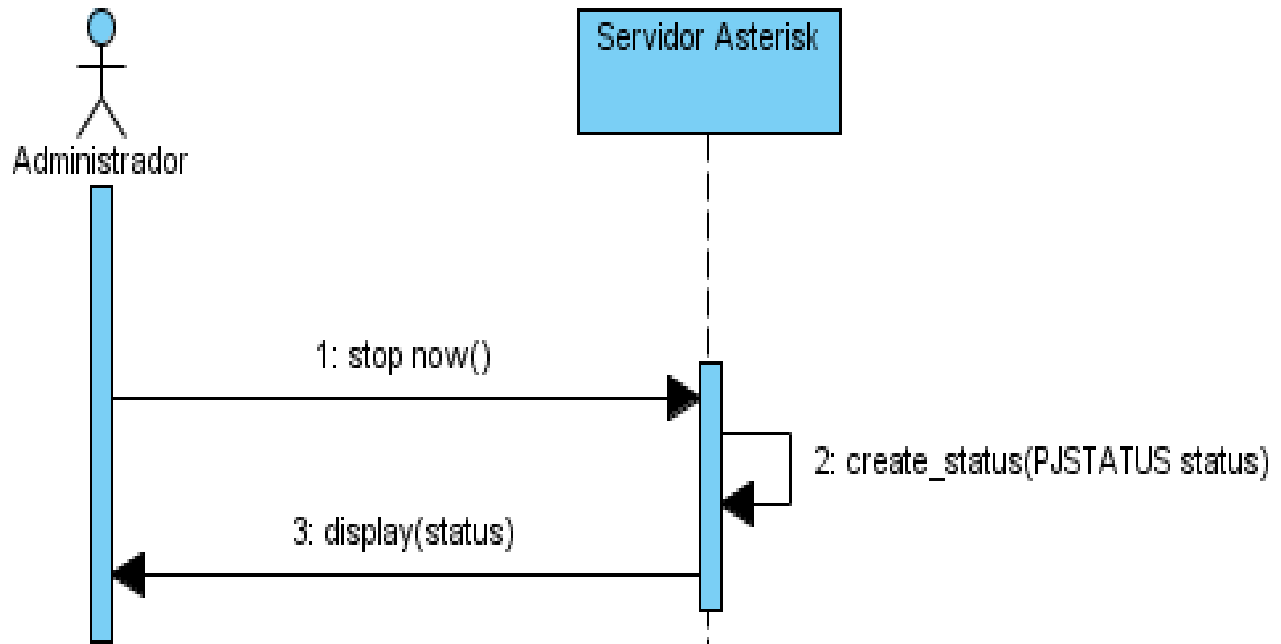 Servidor Asterisk
Administrador
1: stop now()
2: create_status(PJSTATUS status)
3: display(status)